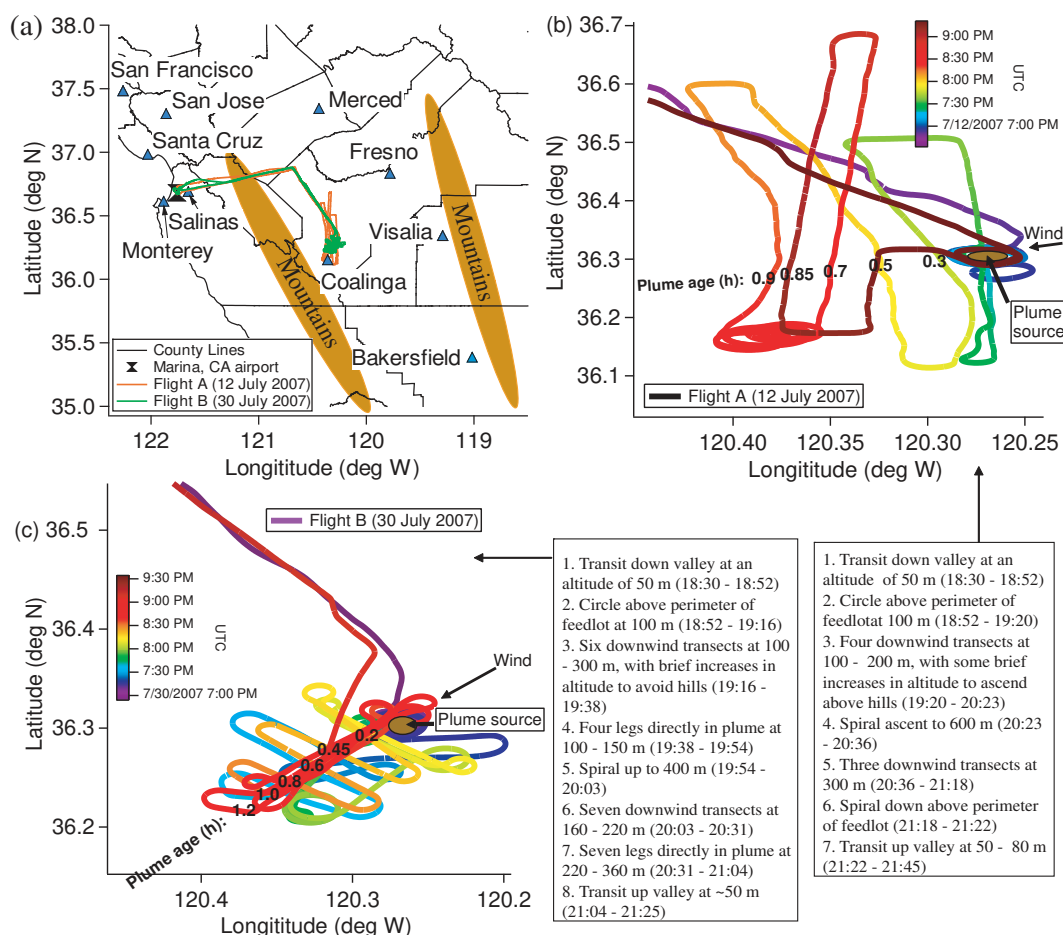 (a)
38.0
37.5
37.0
36.5
36.0
35.5
35.0
Latitude (deg N)
San Francisco
San Jose
Merced
Santa Cruz
Fresno
Salinas
Monterey
Visalia
Coalinga
Bakersfield
Mountains
Mountains
County Lines
Marina, CA airport
Flight A (12 July 2007)
Flight B (30 July 2007)
122 121 120 119
Longititude (deg W)
(b)
36.7
36.6
36.5
36.4
36.3
36.2
36.1
Latitude (deg N)
9:00 PM
8:30 PM
8:00 PM
7:30 PM
7/12/2007 7:00 PM
UTC
Wind
Plume age (h): 0.9 0.85 0.7 0.5 0.3
Plume
source
Flight A (12 July 2007)
120.40 120.35 120.30 120.25
Longititude (deg W)
(c)
36.5
36.4
36.3
36.2
Latitude (deg N)
Flight B (30 July 2007)
9:30 PM
9:00 PM
8:30 PM
8:00 PM
7:30 PM
7/30/2007 7:00 PM
UTC
Wind
Plume source
0.2
0.45
0.6
0.8
1.0
1.2
Plume age (h):
120.4 120.3 120.2
Longititude (deg W)
1. Transit down valley at an
altitude of 50 m (18:30 - 18:52)
2. Circle above perimeter of
feedlot at 100 m (18:52 - 19:16)
3. Six downwind transects at 100
- 300 m, with brief increases in
altitude to avoid hills (19:16 -
19:38)
4. Four legs directly in plume at
100 - 150 m (19:38 - 19:54)
5. Spiral up to 400 m (19:54 -
20:03)
6. Seven downwind transects at
160 - 220 m (20:03 - 20:31)
7. Seven legs directly in plume at
220 - 360 m (20:31 - 21:04)
8. Transit up valley at ~50 m
(21:04 - 21:25)
1. Transit down valley at an
altitude of 50 m (18:30 - 18:52)
2. Circle above perimeter of
feedlotat 100 m (18:52 - 19:20)
3. Four downwind transects at
100 - 200 m, with some brief
increases in altitude to ascend
above hills (19:20 - 20:23)
4. Spiral ascent to 600 m (20:23
- 20:36)
5. Three downwind transects at
300 m (20:36 - 21:18)
6. Spiral down above perimeter
of feedlot (21:18 - 21:22)
7. Transit up valley at 50 - 80 m
(21:22 - 21:45)